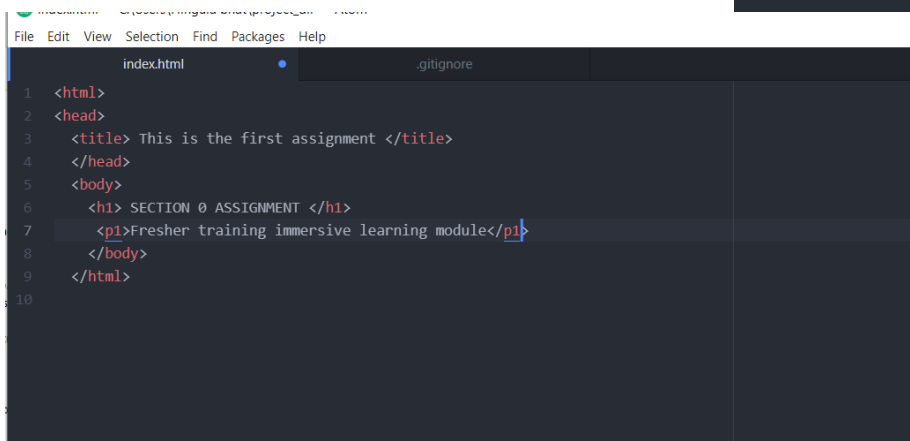 File Edit View Selection Find Packages Help
index.html .gitignore
1 <html>
2 <head>
3 <title> This is the first assignment </title>
4 </head>
5 <body>
6 <h1> SECTION 0 ASSIGNMENT </h1>
7 <p1>Fresher training immersive learning module</p1>
8 </body>
9 </html>
10